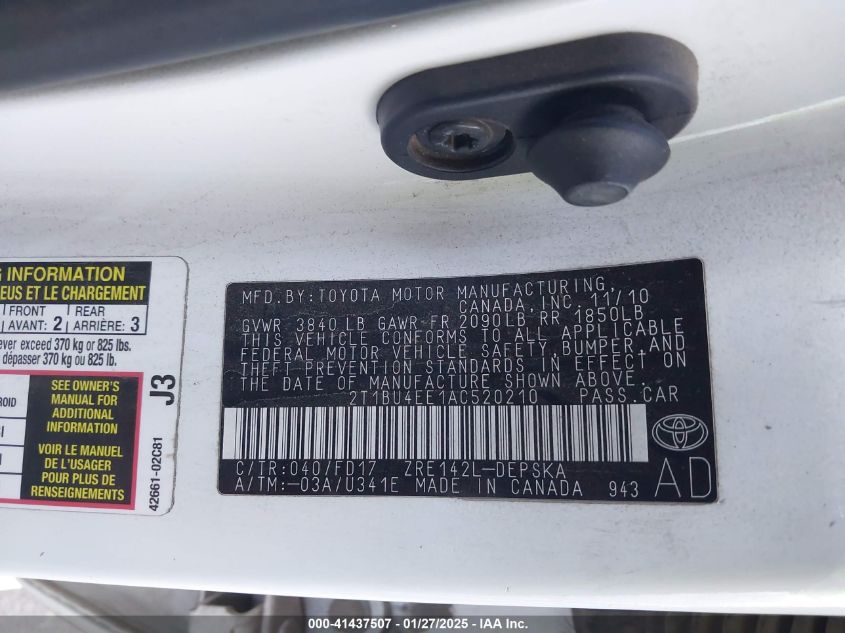 G INFORMATION
EUS ET LE CHARGEMENT
FRONT REAR
AVANT: 2 ARRIÈRE: 3
ver exceed 370 kg or 825 lbs.
dépasser 370 kg ou 825 lb.
SEE OWNER'S
MANUAL FOR
ADDITIONAL
INFORMATION
VOIR LE MANUEL
DE L'USAGER
POUR PLUS DE
RENSEIGNEMENTS
J3
42661-02C81
MFD. BY: TOYOTA MOTOR MANUFACTURING,
CANADA, INC. 11/10
GVWR 3840 LB GAWR FR 2090LB, RR 1850LB
THIS VEHICLE CONFORMS TO ALL APPLICABLE
FEDERAL MOTOR VEHICLE SAFETY, BUMPER, AND
THEFT PREVENTION STANDARDS IN EFFECT ON
THE DATE OF MANUFACTURE SHOWN ABOVE.
2T1BU4EE1AC520210 PASS. CAR
C/TR: 040/FD17 ZRE142L-DEPSKA
A/TM: -03A/U341E MADE IN CANADA 943
AD
000-41437507 - 01/27/2025 - IAA Inc.